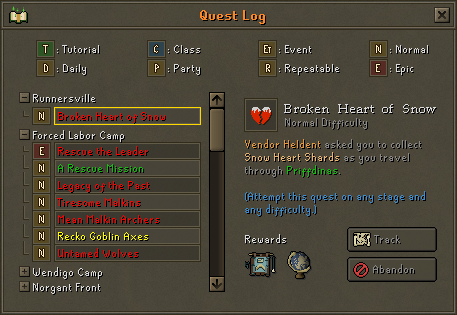 Quest Log
T : Tutorial
C : Class
Et : Event
N : Normal
D : Daily
P : Party
R : Repeatable
E : Epic
Runnersville
N Broken Heart of Snow
Forced Labor Camp
E Rescue the Leader
N A Rescue Mission
N Legacy of the Past
N Tiresome Malkins
N Mean Malkin Archers
N Recko Goblin Axes
N Untamed Wolves
Wendigo Camp
Norgant Front
Broken Heart of Snow
Normal Difficulty
Vendor Heldent asked you to collect
Snow Heart Shards as you travel
through Priffdinas.
(Attempt this quest on any stage and
any difficulty.)
Rewards
Track
Abandon